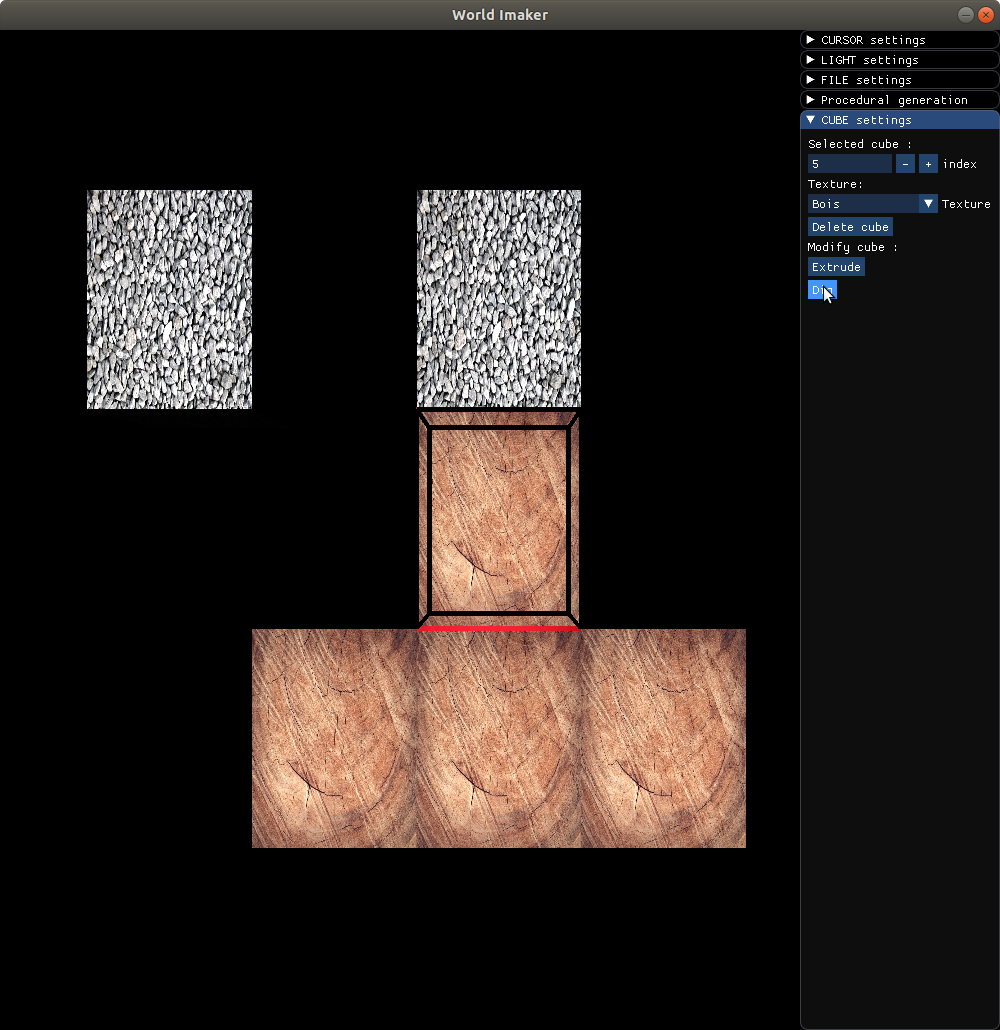 World Imaker
CURSOR settings
LIGHT settings
FILE settings
Procedural generation
CUBE settings
Selected cube :
5 - + index
Texture:
Bois Texture
Delete cube
Modify cube :
Extrude